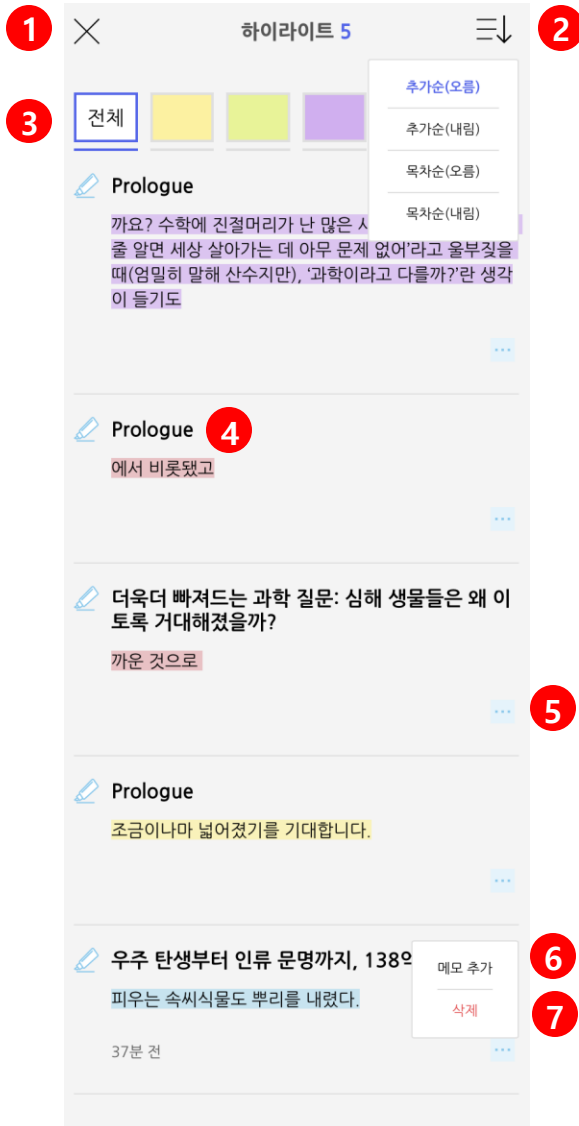 1
하이라이트 5
2
추가순(오름)
추가순(내림)
목차순(오름)
목차순(내림)
3
전체
Prologue
까요? 수학에 진절머리가 난 많은
줄 알면 세상 살아가는 데 아무 문제 없어’라고 울부짖을
때(엄밀히 말해 산수지만), ‘과학이라고 다를까?’란 생각
이 들기도
...
Prologue
4
에서 비롯됐고
...
더욱더 빠져드는 과학 질문: 심해 생물들은 왜 이
토록 거대해졌을까?
까운 것으로
...
5
Prologue
조금이나마 넓어졌기를 기대합니다.
...
우주 탄생부터 인류 문명까지,
피우는 속씨식물도 뿌리를 내렸다.
37분 전
...
메모 추가
6
삭제
7